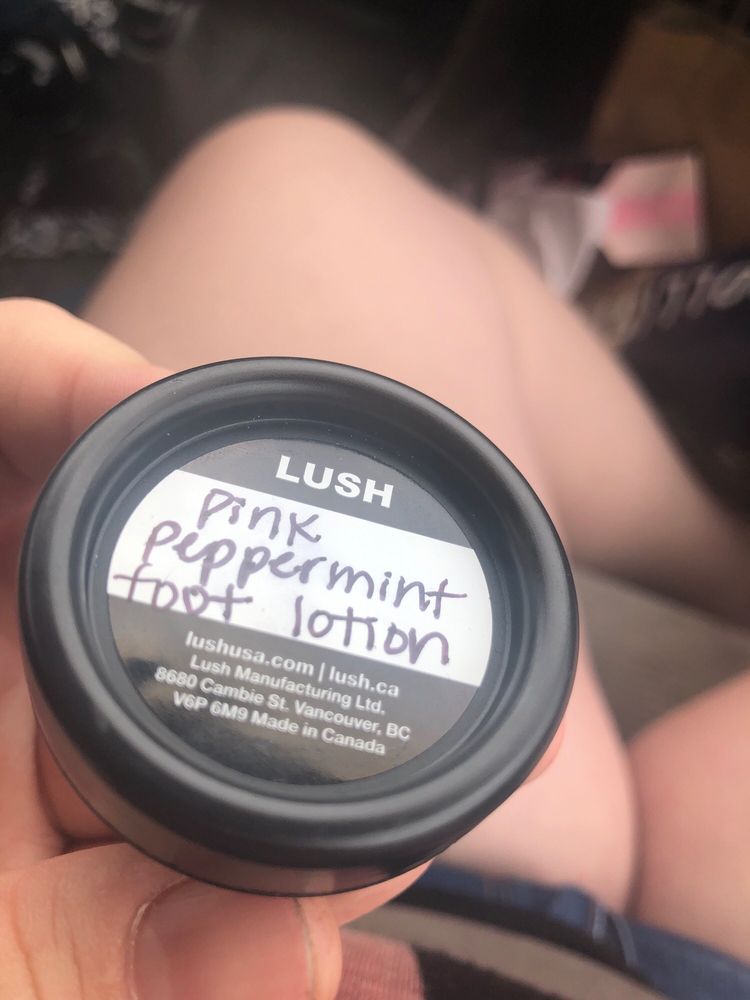 LUSH
Pink
peppermint
foot lotion
lushusa.com | lush.ca
Lush Manufacturing Ltd.
8680 Cambie St. Vancouver, BC
V6P 6M9 Made in Canada